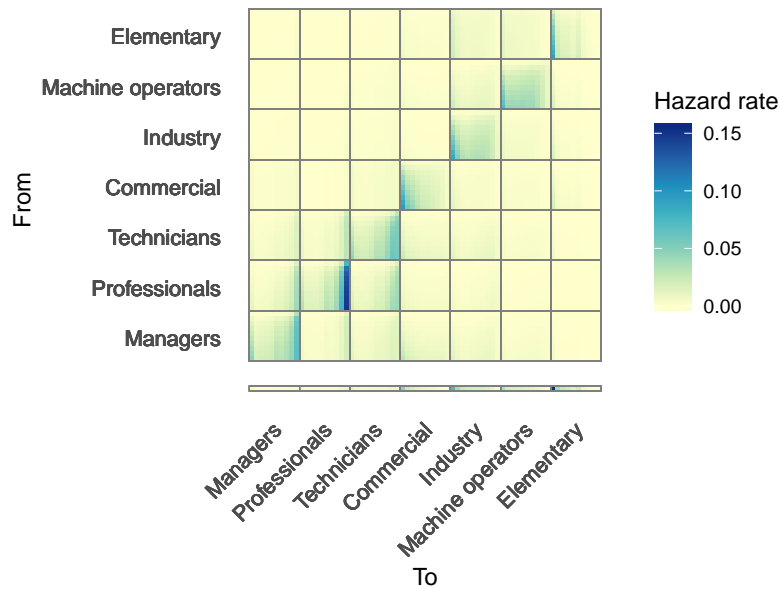 Elementary
Machine operators
Industry
Commercial
Technicians
Professionals
Managers
From
Hazard rate
0.15
0.10
0.05
0.00
Managers
Professionals
Technicians
Commercial
Industry
Machine operators
Elementary
To